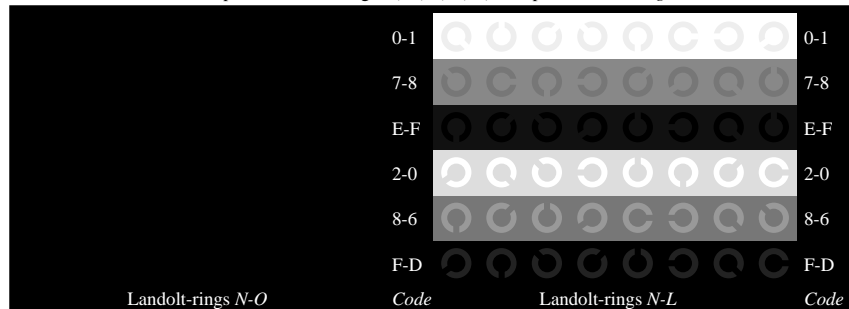 0-1 0-1
7-8 7-8
E-F E-F
2-0 2-0
8-6 8-6
F-D F-D
Landolt-rings N-O Code Landolt-rings N-L Code